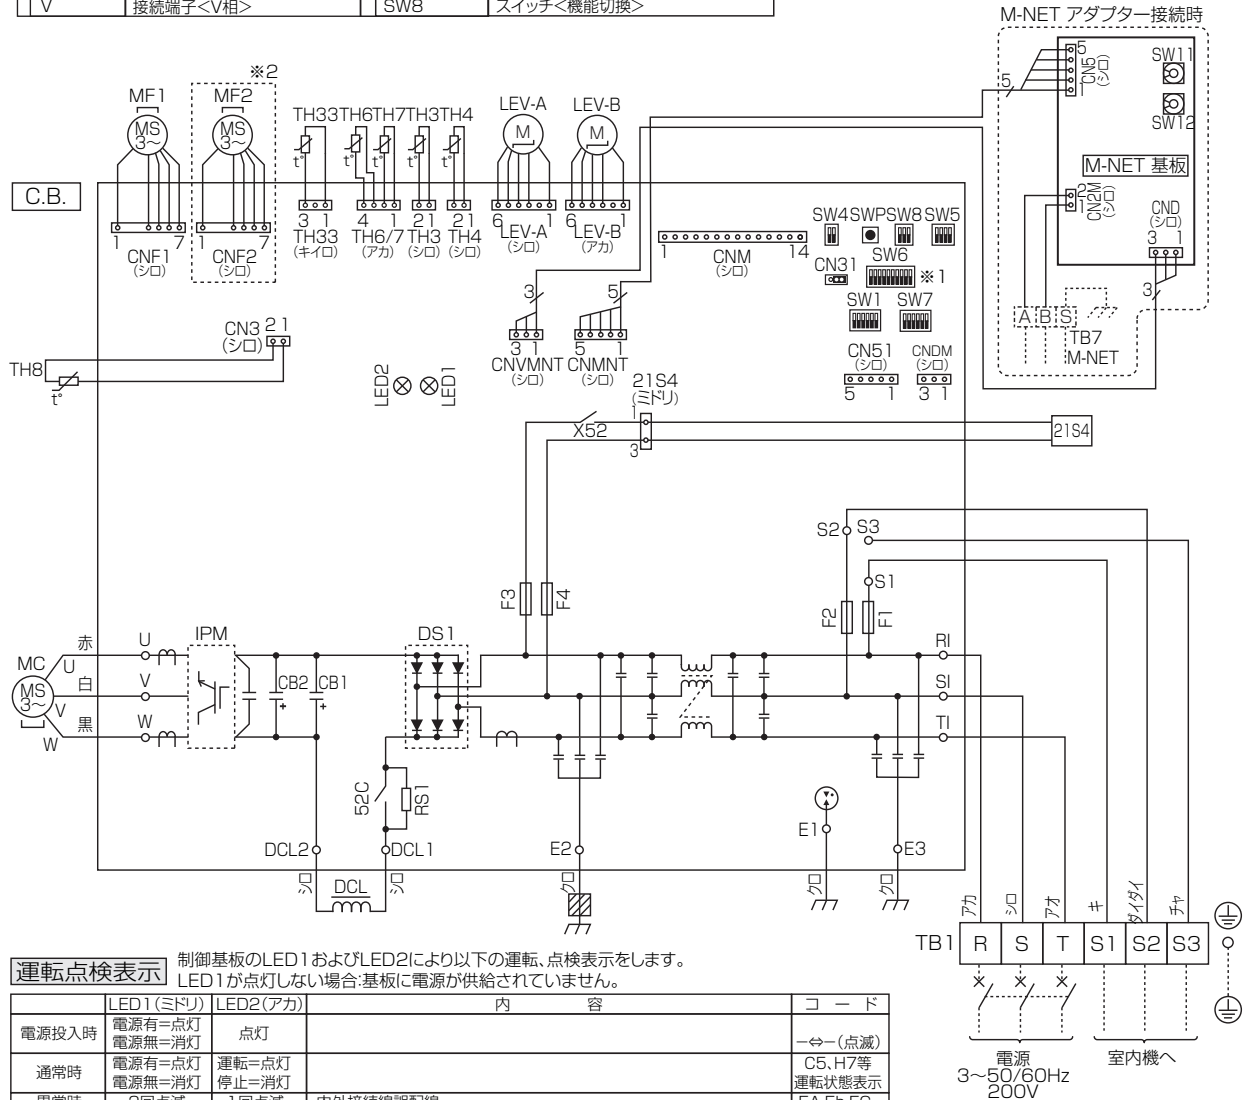 V 接続端子<V相> SW8 スイッチ<機能切換>
M-NET アダプター接続時
5
CN5
(シロ)
1
5
SW11
SW12
M-NET 基板
2
1
CN2M
(シロ)
CND
(シロ)
3 1
3
A B S
TB7
M-NET
※2
MF1 MF2
MS
3~
MS
3~
TH33 TH6 TH7 TH3 TH4
t° t° t° t° t°
LEV-A LEV-B
M M
C.B.
1 7
CNF1
(シロ)
1 7
CNF2
(シロ)
3 1
TH33
(キイロ)
4 1
TH6/7
(アカ)
2 1
TH3
(シロ)
2 1
TH4
(シロ)
6 1
LEV-A
(シロ)
6 1
LEV-B
(アカ)
1 14
CNM
(シロ)
SW4 SWP SW8 SW5
CN31
SW6
※1
SW1 SW7
CN51
(シロ)
5 1
CNDM
(シロ)
3 1
3
3 1
CNVMNT
(シロ)
5
5 1
CNMNT
(シロ)
CN3
(シロ)
2 1
TH8
t°
LED2 LED1
21S4
(ミドリ)
1
3
X52
21S4
S2 S3
S1
F3 F4
F2 F1
MC
MS
3~
赤
U
白
V
黒
W
U
V
W
IPM
CB2 CB1
+ +
DS1
RI
SI
TI
52C
RS1
DCL2 DCL1
E2
E1
E3
シロ
DCL
シロ
クロ
クロ
クロ
アカ
シロ
アオ
キ
ダイダイ
チャ
TB1 R S T S1 S2 S3
電源
3~50/60Hz
200V
室内機へ
運転点検表示
制御基板のLED1およびLED2により以下の運転、点検表示をします。
LED1が点灯しない場合:基板に電源が供給されていません。
LED1(ミドリ) LED2(アカ) 内 容 コ ー ド
電源投入時 電源有=点灯 点灯
電源無=消灯 −⇔−(点滅)
通常時 電源有=点灯 運転=点灯 C5、H7等
電源無=消灯 停止=消灯 運転状態表示